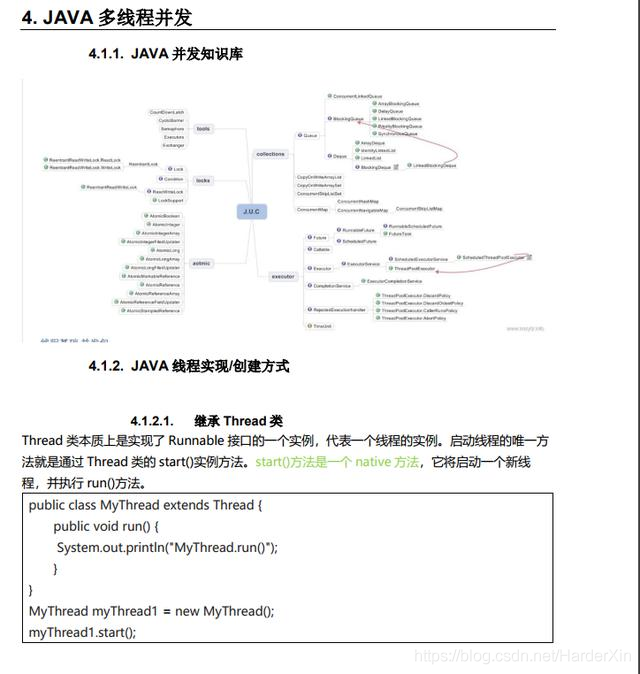 4. JAVA 多线程并发
4.1.1. JAVA 并发知识库
CountDownLatch
CyclicBarrier
Semaphore
Executors
Exchanger
tools
ReentrantReadWriteLock.ReadLock
ReentrantReadWriteLock.WriteLock
ReentrantLock
Lock
Condition
ReentrantReadWriteLock
ReadWriteLock
LockSupport
locks
AtomicBoolean
AtomicInteger
AtomicIntegerArray
AtomicIntegerFieldUpdater
AtomicLong
AtomicLongArray
AtomicLongFieldUpdater
AtomicMarkableReference
AtomicReference
AtomicReferenceArray
AtomicReferenceFieldUpdater
AtomicStampedReference
J.U.C
collections
Queue
ConcurrentLinkedQueue
BlockingQueue
ArrayBlockingQueue
DelayQueue
LinkedBlockingQueue
PriorityBlockingQueue
SynchronousQueue
Deque
ArrayDeque
IdentityLinkedList
LinkedList
BlockingDeque
LinkedBlockingDeque
CopyOnWriteArrayList
CopyOnWriteArraySet
ConcurrentSkipListSet
ConcurrentMap
ConcurrentHashMap
ConcurrentNavigableMap
ConcurrentSkipListMap
executor
Future
RunnableFuture
RunnableScheduledFuture
FutureTask
ScheduledFuture
Callable
Executor
ExecutorService
ScheduledExecutorService
ScheduledThreadPoolExecutor
ThreadPoolExecutor
CompletionService
ExecutorCompletionService
RejectedExecutionHandler
ThreadPoolExecutor.DiscardPolicy
ThreadPoolExecutor.DiscardOldestPolicy
ThreadPoolExecutor.CallerRunsPolicy
ThreadPoolExecutor.AbortPolicy
TimeUnit
4.1.2. JAVA 线程实现/创建方式
4.1.2.1. 继承 Thread 类
Thread 类本质上是实现了 Runnable 接口的一个实例，代表一个线程的实例。启动线程的唯一方
法就是通过 Thread 类的 start()实例方法。start()方法是一个 native 方法，它将启动一个新线
程，并执行 run()方法。
public class MyThread extends Thread {
public void run() {
System.out.println("MyThread.run()");
}
}
MyThread myThread1 = new MyThread();
myThread1.start();
https://blog.csdn.net/HarderXin